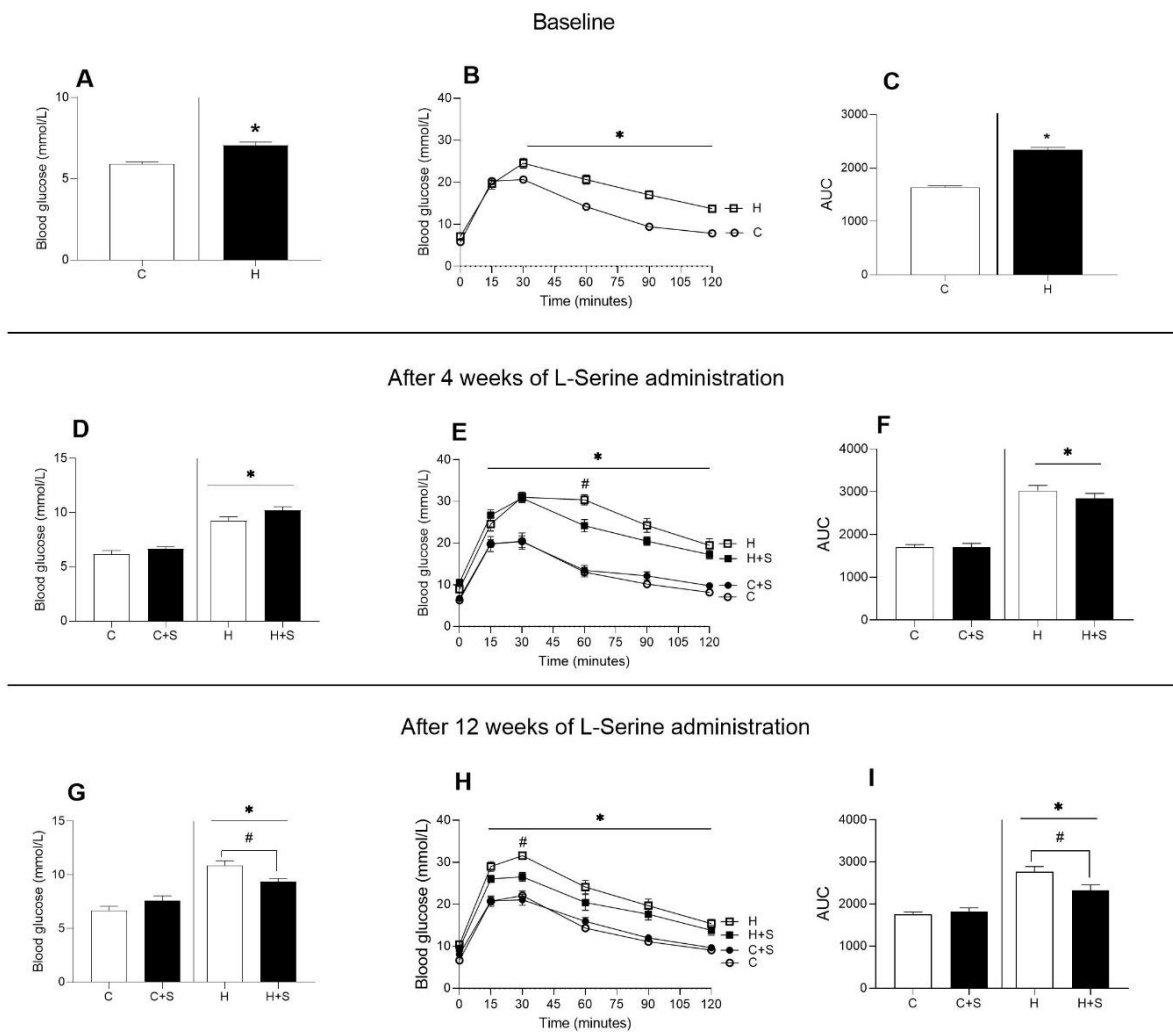 Baseline
A
Blood glucose (mmol/L)
10
5
0
C
H
*
B
Blood glucose (mmol/L)
40
30
20
10
0
*
H
C
0 15 30 45 60 75 90 105 120
Time (minutes)
C
AUC
3000
2000
1000
0
*
C
H
After 4 weeks of L-Serine administration
D
Blood glucose (mmol/L)
15
10
5
0
*
C
C+S
H
H+S
E
Blood glucose (mmol/L)
40
30
20
10
0
*
#
H
H+S
C+S
C
0 15 30 45 60 75 90 105 120
Time (minutes)
F
AUC
4000
3000
2000
1000
0
*
C
C+S
H
H+S
After 12 weeks of L-Serine administration
G
Blood glucose (mmol/L)
15
10
5
0
*
#
C
C+S
H
H+S
H
Blood glucose (mmol/L)
40
30
20
10
0
*
#
H
H+S
C+S
C
0 15 30 45 60 75 90 105 120
Time (minutes)
I
AUC
4000
3000
2000
1000
0
*
#
C
C+S
H
H+S